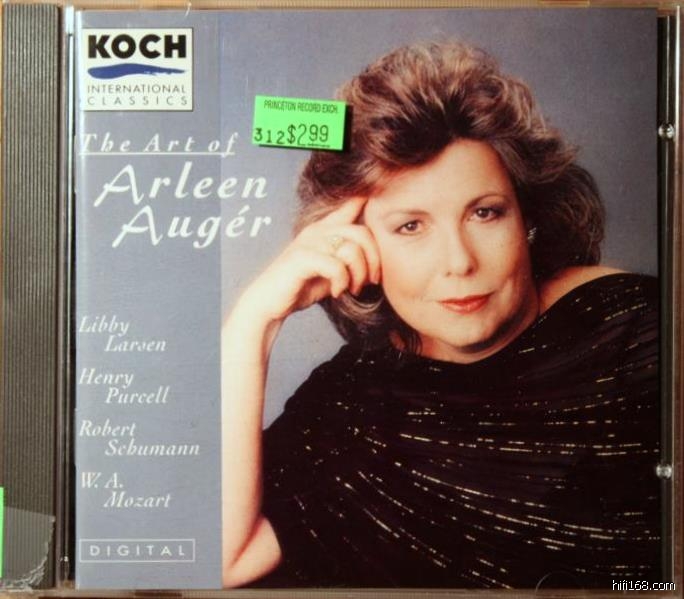 KOCH
INTERNATIONAL
CLASSICS
PRINCETON RECORD EXCH.
312 $2.99
The Art of
Arleen
Augér
Libby
Larsen
Henry
Purcell
Robert
Schumann
W. A.
Mozart
DIGITAL
hifi168.com